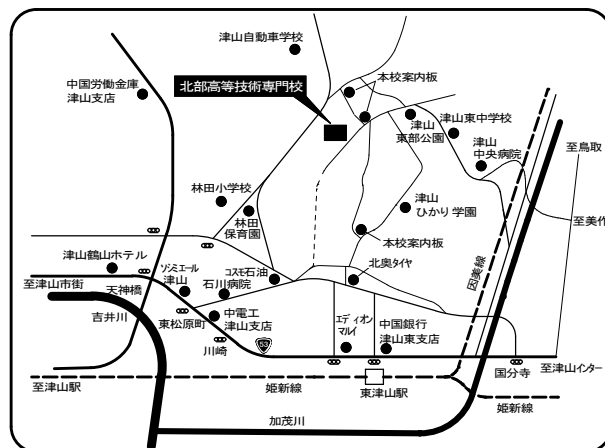 津山自動車学校
中国労働金庫
津山支店
北部高等技術専門校
本校案内板
津山
東部公園
津山東中学校
津山
中央病院
至鳥取
林田小学校
林田
保育園
津山
ひかり学園
至美作
本校案内板
因美線
津山鶴山ホテル
ソシミエール
津山
コスモ石油
石川病院
北奥タイヤ
至津山市街
天神橋
吉井川
東松原町
中電工
津山支店
川崎
エディオン
マルイ
中国銀行
津山東支店
国分寺
至津山インター
至津山駅
姫新線
東津山駅
姫新線
加茂川